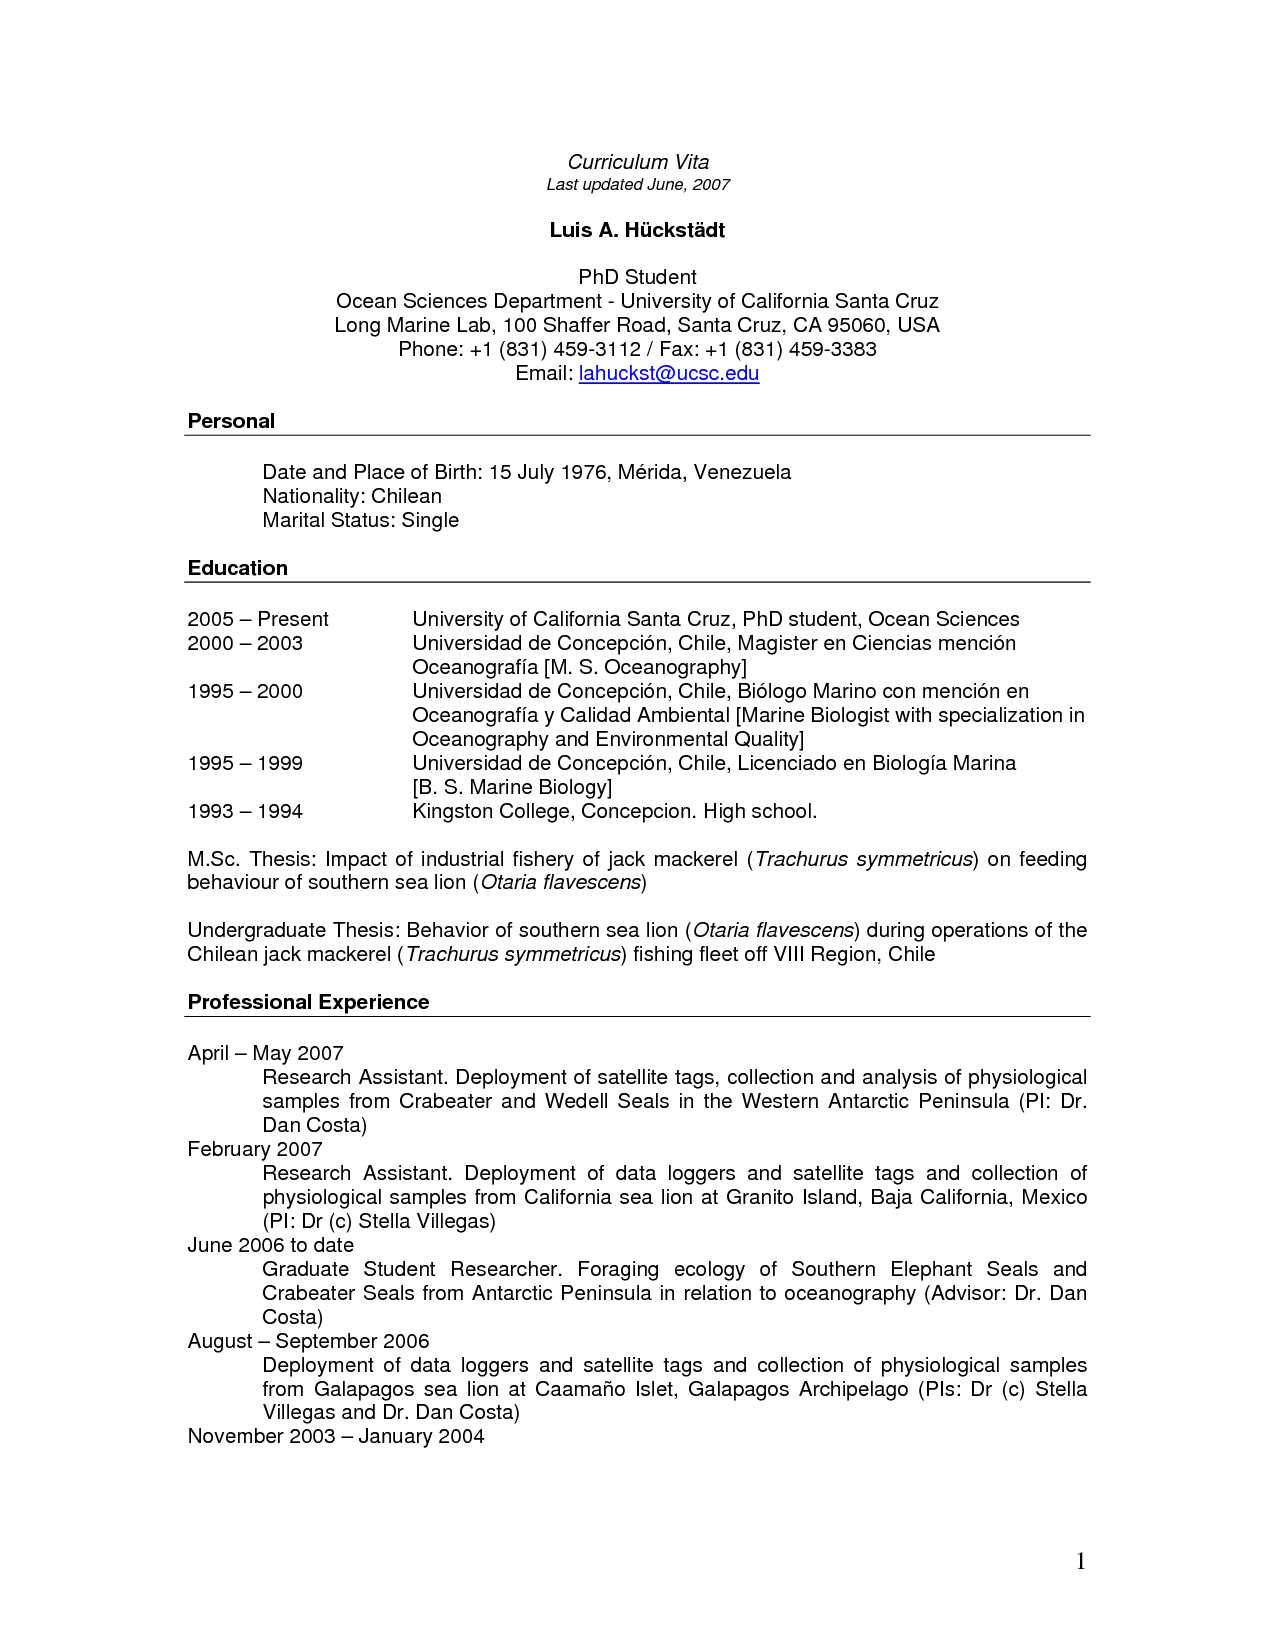 Curriculum Vita
Last updated June, 2007
Luis A. Hückstädt
PhD Student
Ocean Sciences Department - University of California Santa Cruz
Long Marine Lab, 100 Shaffer Road, Santa Cruz, CA 95060, USA
Phone: +1 (831) 459-3112 / Fax: +1 (831) 459-3383
Email: lahuckst@ucsc.edu
Personal
Date and Place of Birth: 15 July 1976, Mérida, Venezuela
Nationality: Chilean
Marital Status: Single
Education
2005 – Present University of California Santa Cruz, PhD student, Ocean Sciences
2000 – 2003 Universidad de Concepción, Chile, Magister en Ciencias mención
Oceanografía [M. S. Oceanography]
1995 – 2000 Universidad de Concepción, Chile, Biólogo Marino con mención en
Oceanografía y Calidad Ambiental [Marine Biologist with specialization in
Oceanography and Environmental Quality]
1995 – 1999 Universidad de Concepción, Chile, Licenciado en Biología Marina
[B. S. Marine Biology]
1993 – 1994 Kingston College, Concepcion. High school.
M.Sc. Thesis: Impact of industrial fishery of jack mackerel (Trachurus symmetricus) on feeding
behaviour of southern sea lion (Otaria flavescens)
Undergraduate Thesis: Behavior of southern sea lion (Otaria flavescens) during operations of the
Chilean jack mackerel (Trachurus symmetricus) fishing fleet off VIII Region, Chile
Professional Experience
April – May 2007
Research Assistant. Deployment of satellite tags, collection and analysis of physiological
samples from Crabeater and Wedell Seals in the Western Antarctic Peninsula (PI: Dr.
Dan Costa)
February 2007
Research Assistant. Deployment of data loggers and satellite tags and collection of
physiological samples from California sea lion at Granito Island, Baja California, Mexico
(PI: Dr (c) Stella Villegas)
June 2006 to date
Graduate Student Researcher. Foraging ecology of Southern Elephant Seals and
Crabeater Seals from Antarctic Peninsula in relation to oceanography (Advisor: Dr. Dan
Costa)
August – September 2006
Deployment of data loggers and satellite tags and collection of physiological samples
from Galapagos sea lion at Caamaño Islet, Galapagos Archipelago (PIs: Dr (c) Stella
Villegas and Dr. Dan Costa)
November 2003 – January 2004
1